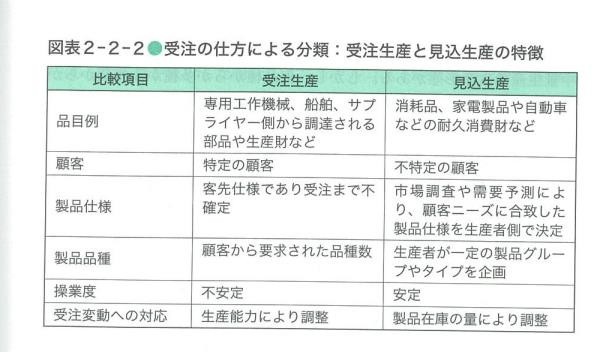 図表2-2-2●受注の仕方による分類：受注生産と見込生産の特徴
比較項目 受注生産 見込生産
品目例 専用工作機械、船舶、サプライヤー側から調達される部品や生産財など 消耗品、家電製品や自動車などの耐久消費財など
顧客 特定の顧客 不特定の顧客
製品仕様 客先仕様であり受注まで不確定 市場調査や需要予測により、顧客ニーズに合致した製品仕様を生産者側で決定
製品品種 顧客から要求された品種数 生産者が一定の製品グループやタイプを企画
操業度 不安定 安定
受注変動への対応 生産能力により調整 製品在庫の量により調整